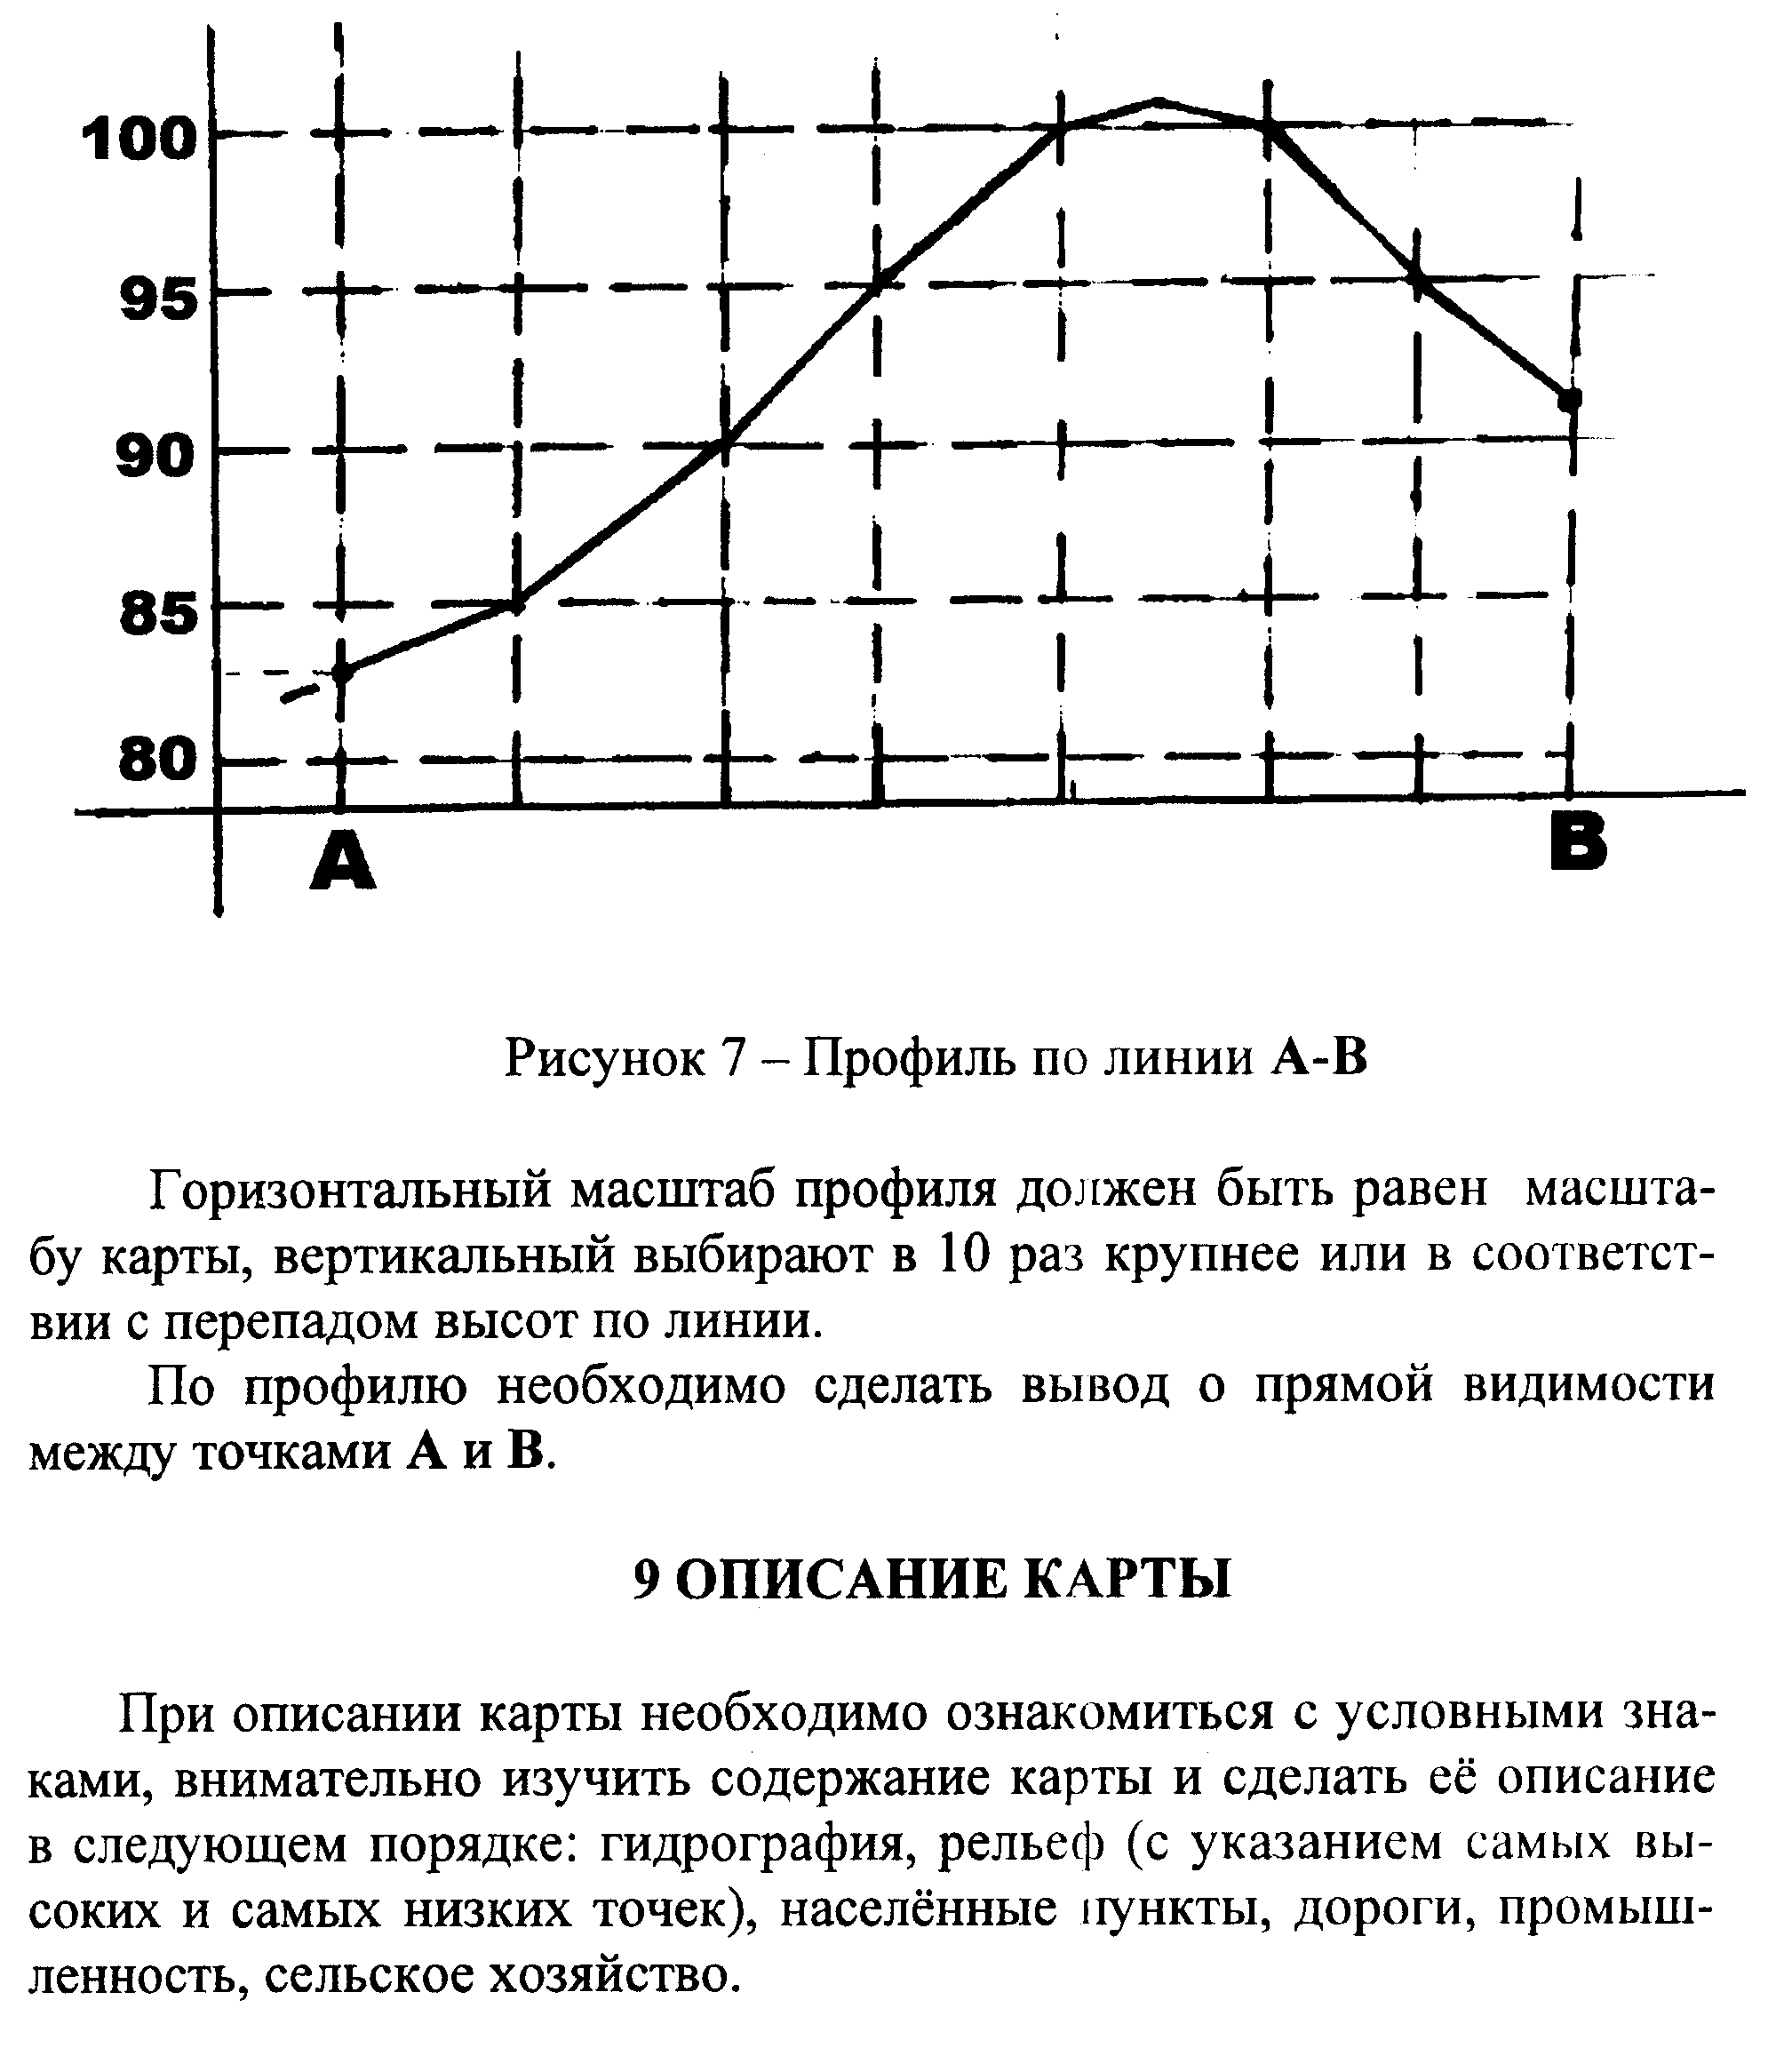 100
95
90
85
80
А
В
Рисунок 7 – Профиль по линии А-В
Горизонтальный масштаб профиля должен быть равен масшта-
бу карты, вертикальный выбирают в 10 раз крупнее или в соответст-
вии с перепадом высот по линии.
По профилю необходимо сделать вывод о прямой видимости
между точками А и В.
9 ОПИСАНИЕ КАРТЫ
При описании карты необходимо ознакомиться с условными зна-
ками, внимательно изучить содержание карты и сделать её описание
в следующем порядке: гидрография, рельеф (с указанием самых вы-
соких и самых низких точек), населённые пункты, дороги, промыш-
ленность, сельское хозяйство.